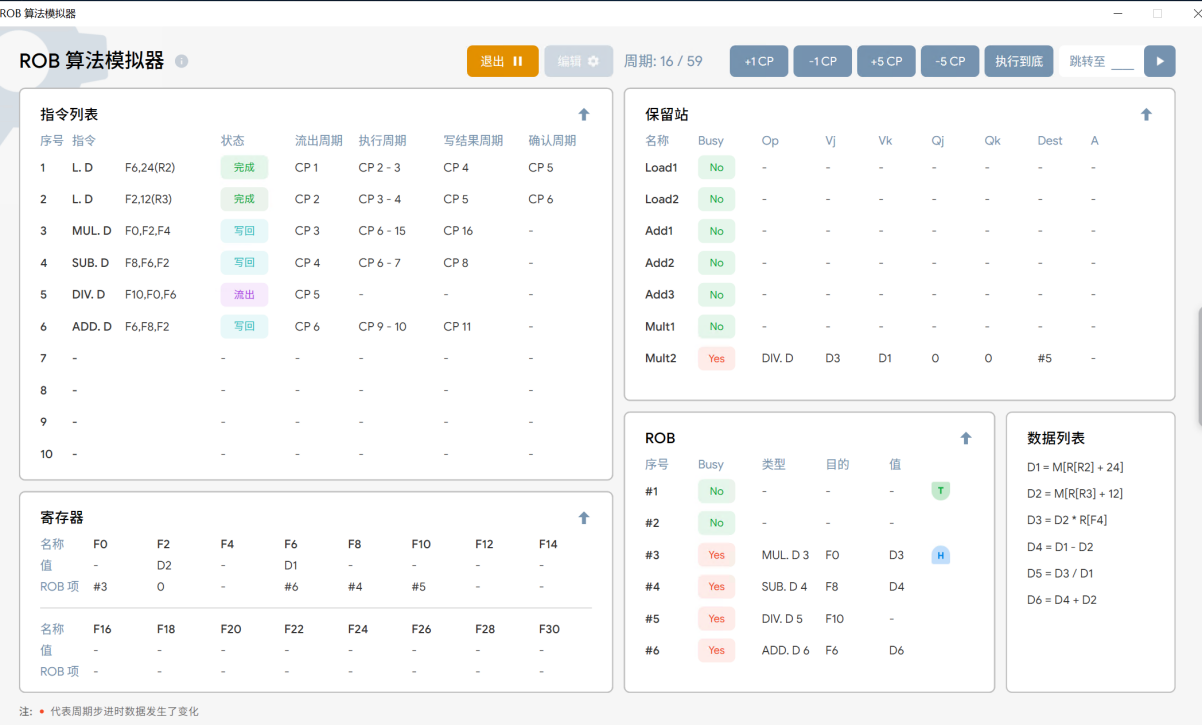 ROB 算法模拟器
ROB 算法模拟器
退出 编辑 周期: 16 / 59 +1 CP -1 CP +5 CP -5 CP 执行到底 跳转至 ___
指令列表
序号 指令 状态 流出周期 执行周期 写结果周期 确认周期
1 L. D F6,24(R2) 完成 CP 1 CP 2 - 3 CP 4 CP 5
2 L. D F2,12(R3) 完成 CP 2 CP 3 - 4 CP 5 CP 6
3 MUL. D F0,F2,F4 写回 CP 3 CP 6 - 15 CP 16 -
4 SUB. D F8,F6,F2 写回 CP 4 CP 6 - 7 CP 8 -
5 DIV. D F10,F0,F6 流出 CP 5 - - -
6 ADD. D F6,F8,F2 写回 CP 6 CP 9 - 10 CP 11 -
7 - - - - - -
8 - - - - - -
9 - - - - - -
10 - - - - - -
保留站
名称 Busy Op Vj Vk Qj Qk Dest A
Load1 No - - - - - - -
Load2 No - - - - - - -
Add1 No - - - - - - -
Add2 No - - - - - - -
Add3 No - - - - - - -
Mult1 No - - - - - - -
Mult2 Yes DIV. D D3 D1 0 0 #5 -
寄存器
名称 F0 F2 F4 F6 F8 F10 F12 F14
值 - D2 - D1 - - - -
ROB 项 #3 0 - #6 #4 #5 - -
名称 F16 F18 F20 F22 F24 F26 F28 F30
值 - - - - - - - -
ROB 项 - - - - - - - -
ROB
序号 Busy 类型 目的 值
#1 No - - - T
#2 No - - -
#3 Yes MUL. D 3 F0 D3 H
#4 Yes SUB. D 4 F8 D4
#5 Yes DIV. D 5 F10 -
#6 Yes ADD. D 6 F6 D6
数据列表
D1 = M[R[R2] + 24]
D2 = M[R[R3] + 12]
D3 = D2 * R[F4]
D4 = D1 - D2
D5 = D3 / D1
D6 = D4 + D2
注: • 代表周期步进时数据发生了变化